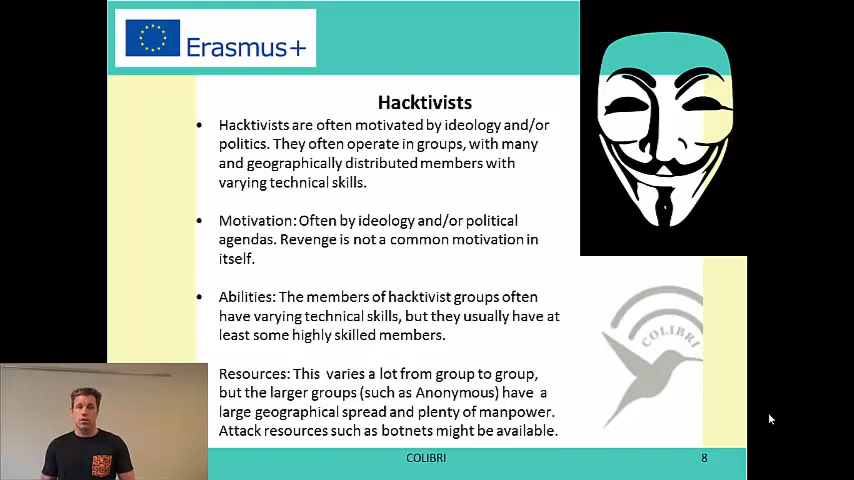 Erasmus+
Hacktivists
• Hacktivists are often motivated by ideology and/or
politics. They often operate in groups, with many
and geographically distributed members with
varying technical skills.
• Motivation: Often by ideology and/or political
agendas. Revenge is not a common motivation in
itself.
• Abilities: The members of hacktivist groups often
have varying technical skills, but they usually have at
least some highly skilled members.
Resources: This varies a lot from group to group,
but the larger groups (such as Anonymous) have a
large geographical spread and plenty of manpower.
Attack resources such as botnets might be available.
COLIBRI
COLIBRI
8